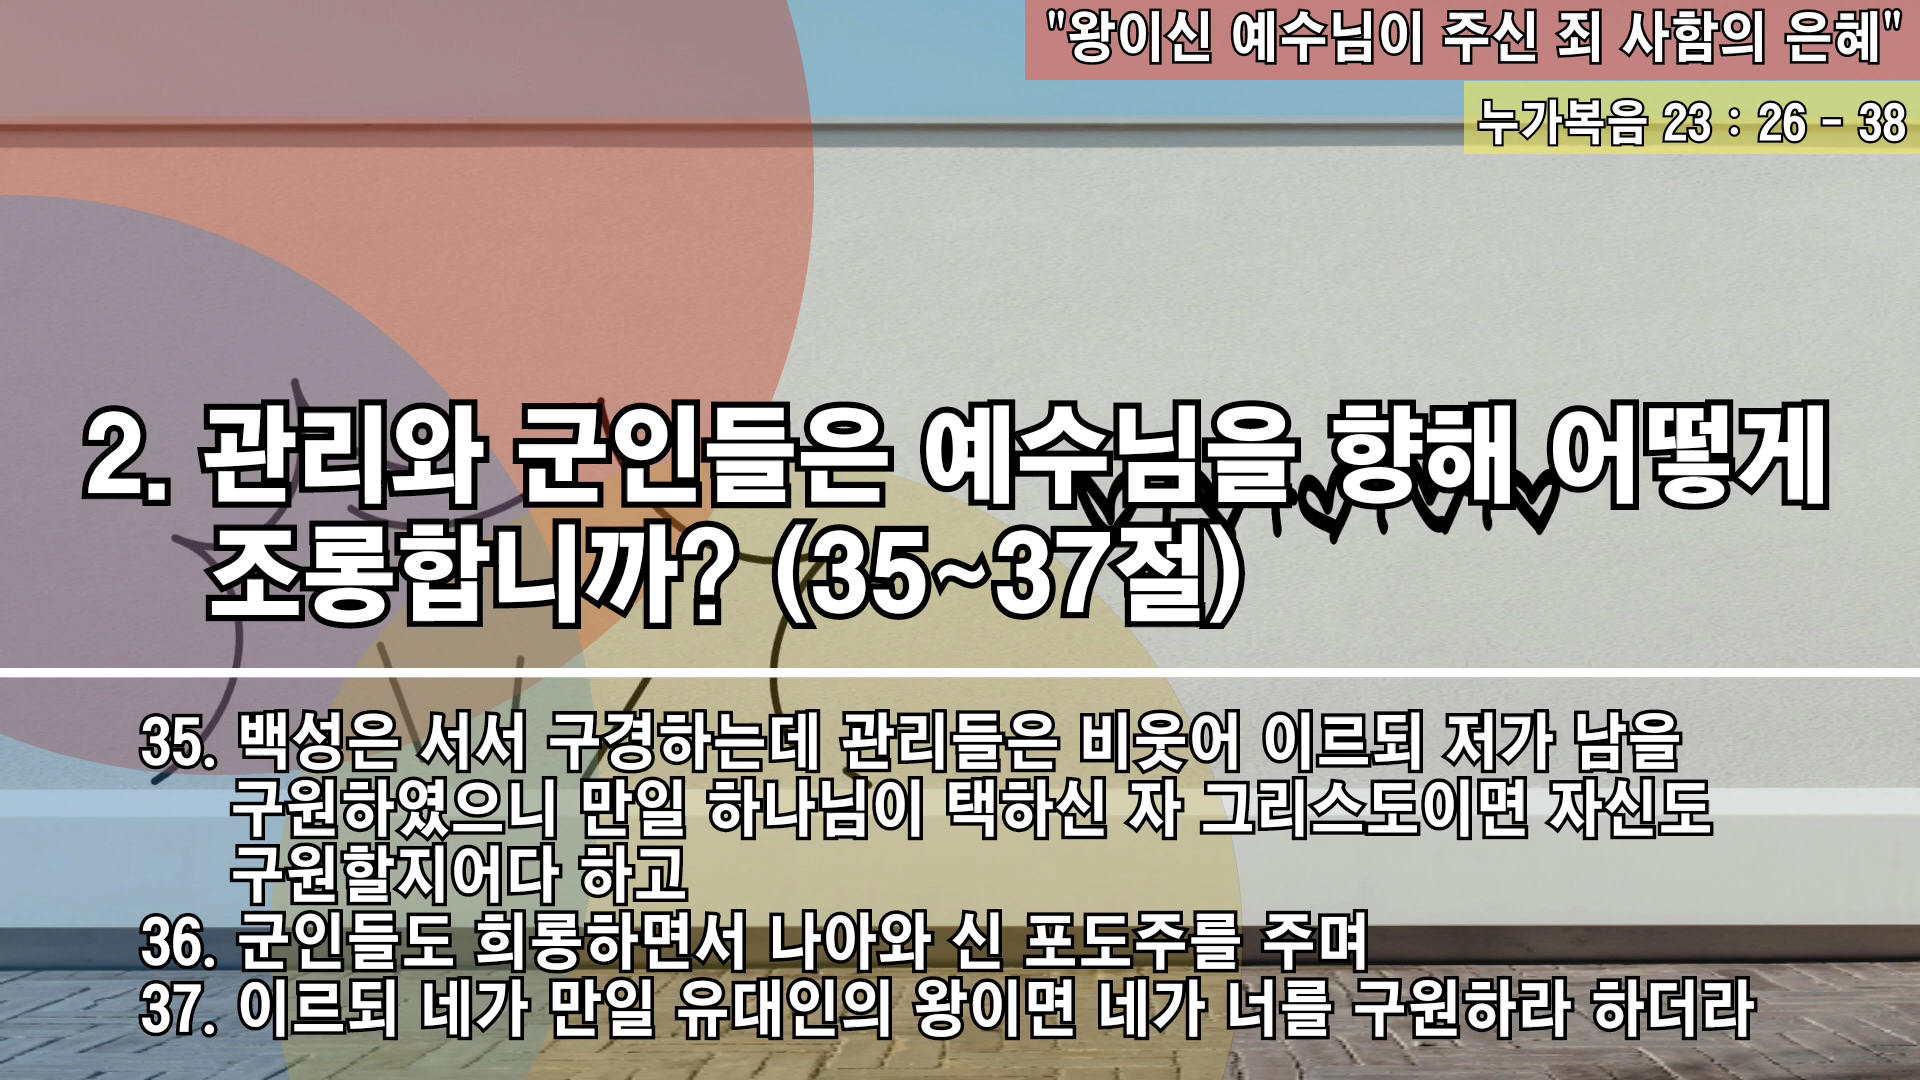 "왕이신 예수님이 주신 죄 사함의 은혜"
누가복음 23 : 26 - 38
2. 관리와 군인들은 예수님을 향해 어떻게
조롱합니까? (35~37절)
35. 백성은 서서 구경하는데 관리들은 비웃어 이르되 저가 남을
구원하였으니 만일 하나님이 택하신 자 그리스도이면 자신도
구원할지어다 하고
36. 군인들도 희롱하면서 나아와 신 포도주를 주며
37. 이르되 네가 만일 유대인의 왕이면 네가 너를 구원하라 하더라